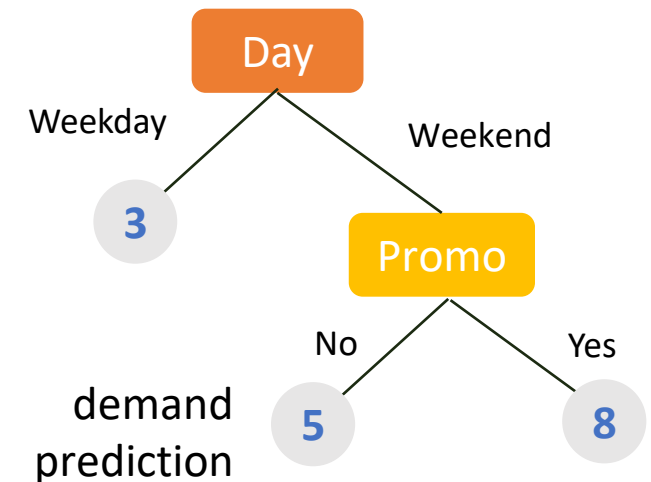 Day
Weekday
Weekend
3
Promo
No
Yes
demand
prediction
5
8